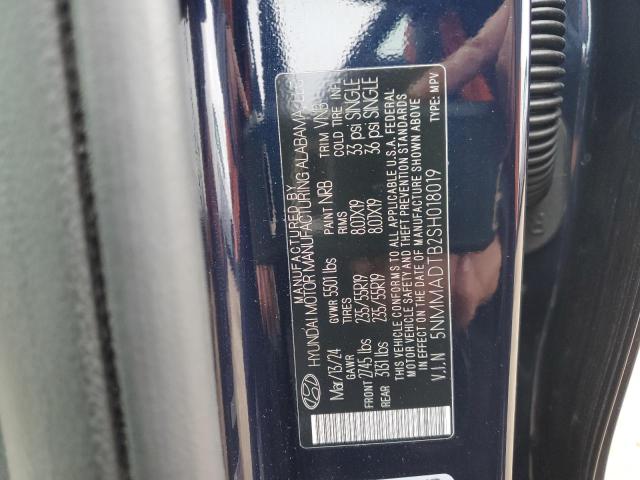 MANUFACTURED BY
HYUNDAI MOTOR MANUFACTURING ALABAMA,
Mar/13/24 GVWR 5501 lbs PAINT NRB TRIM VNB
GAWR TIRES RIMS COLD TIRE INFL
FRONT 2745 lbs 235/55R19 8.0JX19 33 psi SINGLE
REAR 3131 lbs 235/55R19 8.0JX19 36 psi SINGLE
THIS VEHICLE CONFORMS TO ALL APPLICABLE U.S.A. FEDERAL
MOTOR VEHICLE SAFETY AND THEFT PREVENTION STANDARDS
IN EFFECT ON THE DATE OF MANUFACTURE SHOWN ABOVE
V.I.N 5NMMADTB2SH018019 TYPE: MPV